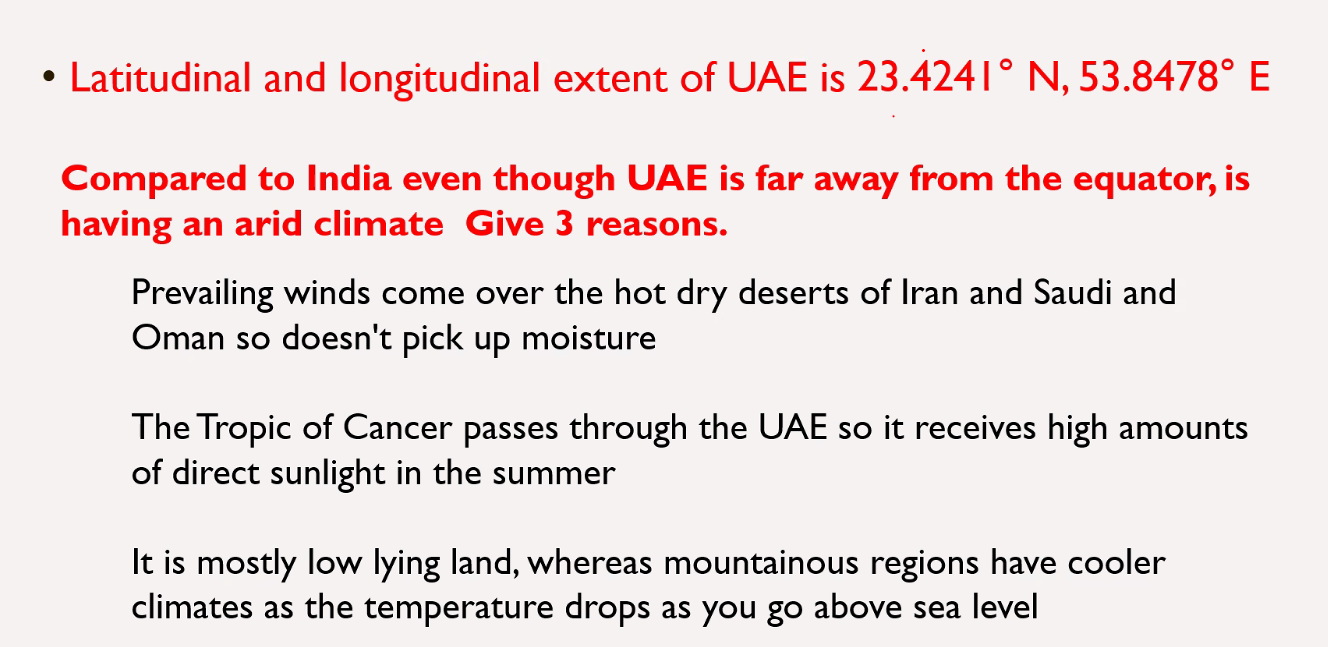 • Latitudinal and longitudinal extent of UAE is 23.4241° N, 53.8478° E
Compared to India even though UAE is far away from the equator, is
having an arid climate  Give 3 reasons.
Prevailing winds come over the hot dry deserts of Iran and Saudi and
Oman so doesn't pick up moisture
The Tropic of Cancer passes through the UAE so it receives high amounts
of direct sunlight in the summer
It is mostly low lying land, whereas mountainous regions have cooler
climates as the temperature drops as you go above sea level